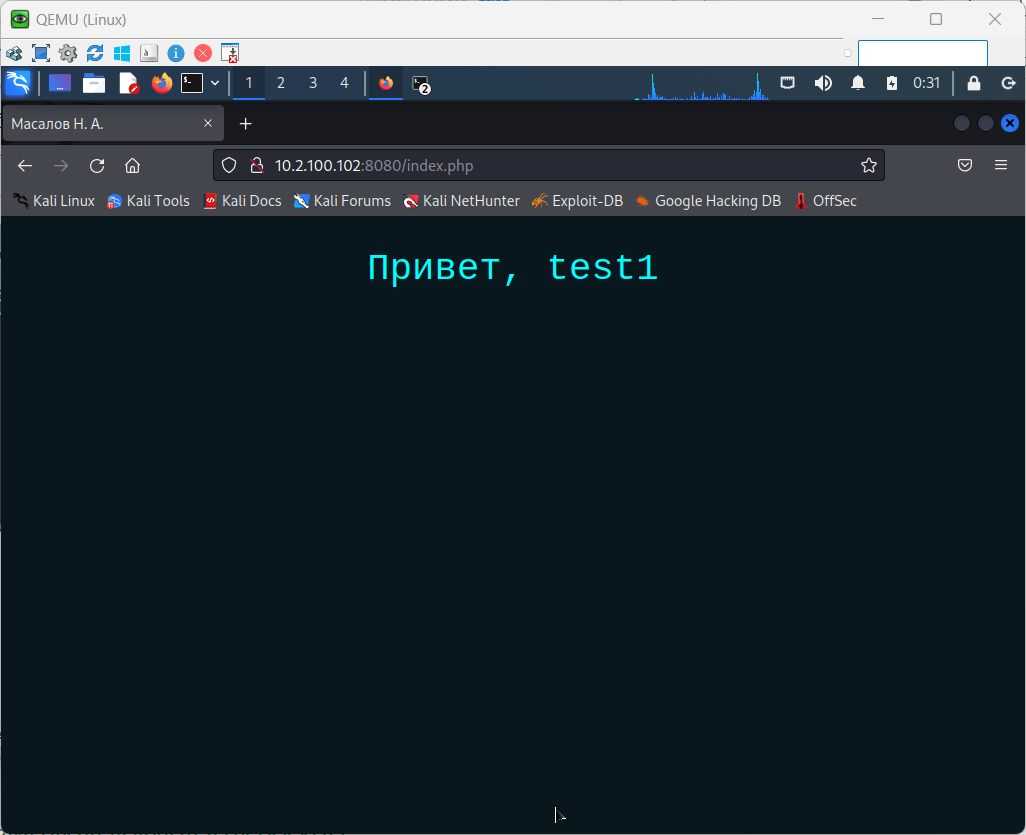 QEMU (Linux)
1 2 3 4 2 0:31
Масалов Н. А.
10.2.100.102:8080/index.php
Kali Linux Kali Tools Kali Docs Kali Forums Kali NetHunter Exploit-DB Google Hacking DB OffSec
Привет, test1